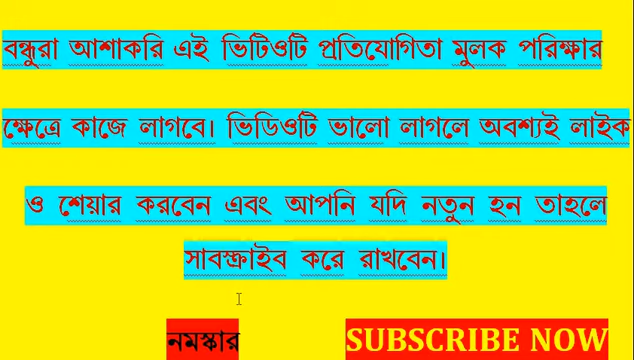 বন্ধুরা আশাকরি এই ভিটিওটি প্রতিযোগিতা মুলক পরিক্ষার
ক্ষেত্রে কাজে লাগবে। ভিডিওটি ভালো লাগলে অবশ্যই লাইক
ও শেয়ার করবেন এবং আপনি যদি নতুন হন তাহলে
সাবস্ক্রাইব করে রাখবেন।
নমস্কার SUBSCRIBE NOW